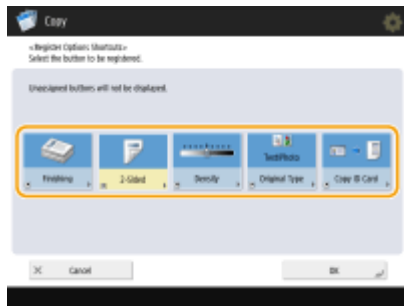 Copy
<Register Options Shortcuts>
Select the button to be registered.
Unassigned buttons will not be displayed.
Finishing
2-Sided
Density
Text/Photo
Original Type
Copy ID Card
Cancel
OK